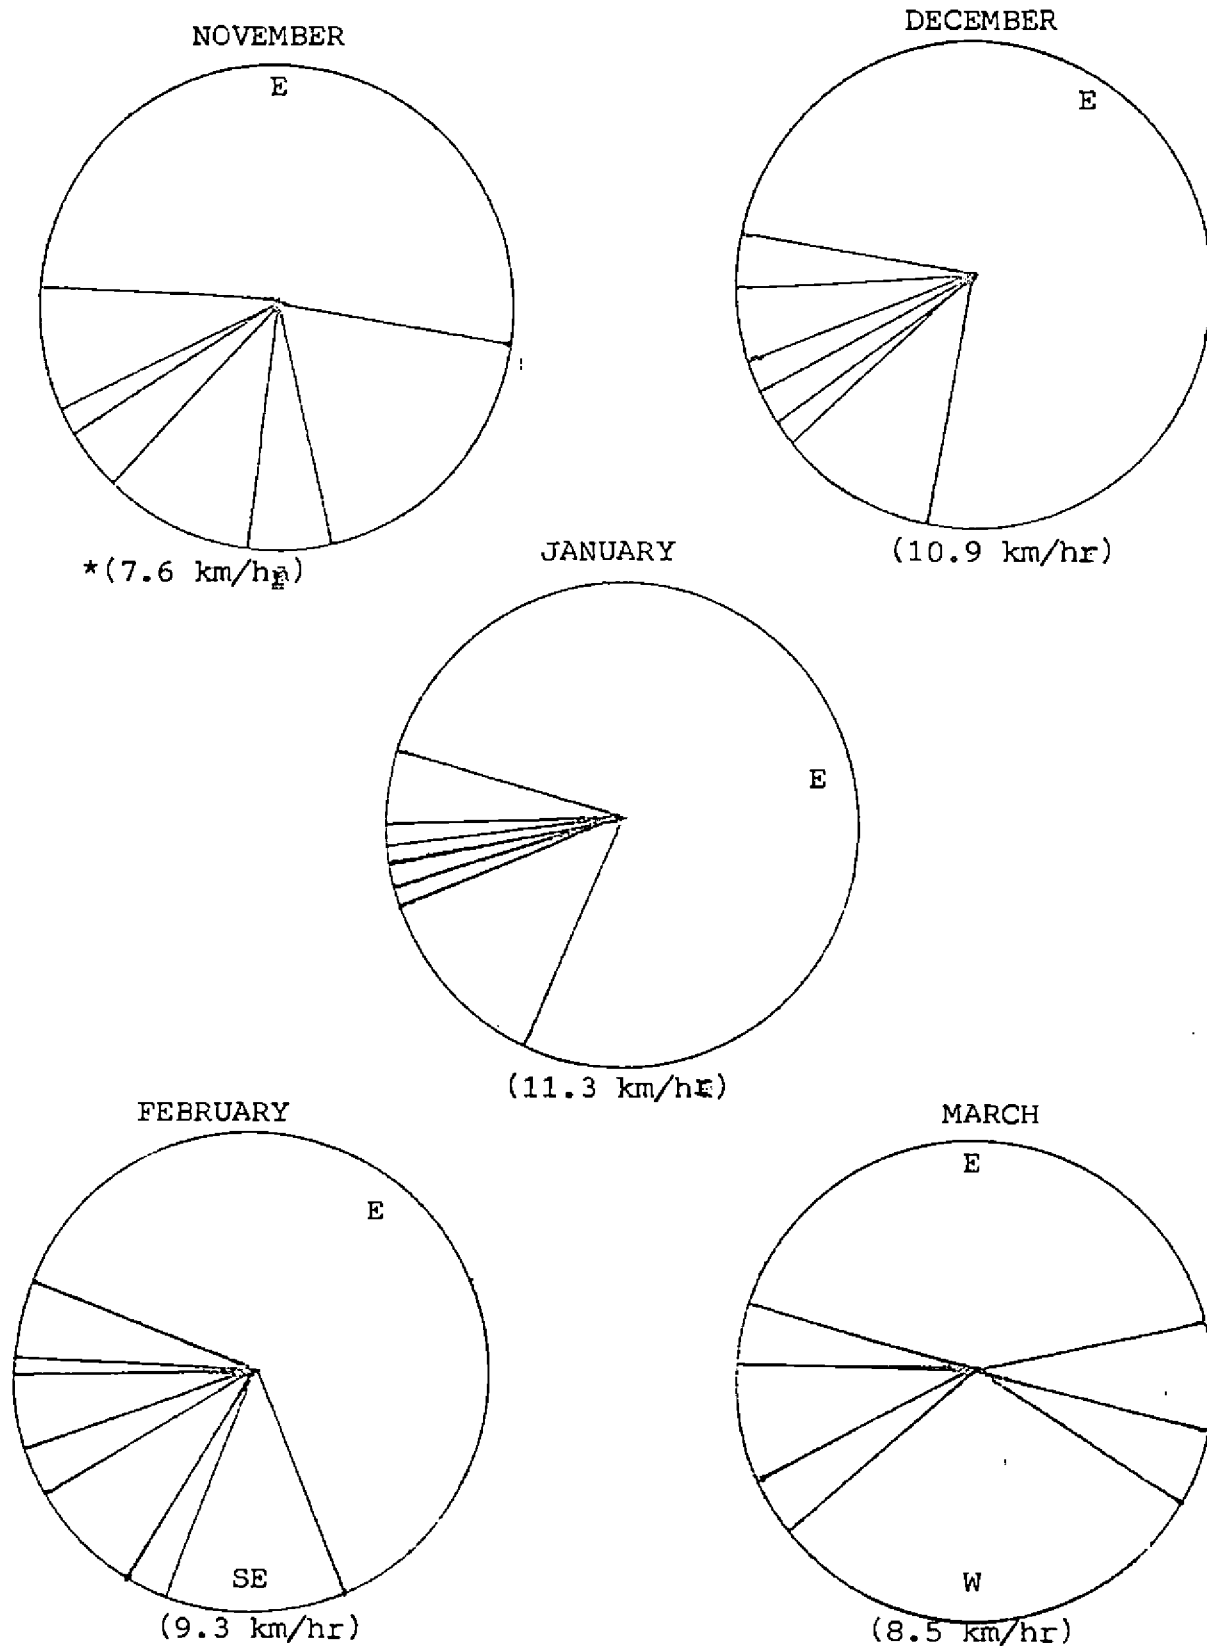 NOVEMBER
E
*(7.6 km/hr)
DECEMBER
E
(10.9 km/hr)
JANUARY
E
(11.3 km/hr)
FEBRUARY
E
SE
(9.3 km/hr)
MARCH
E
W
(8.5 km/hr)